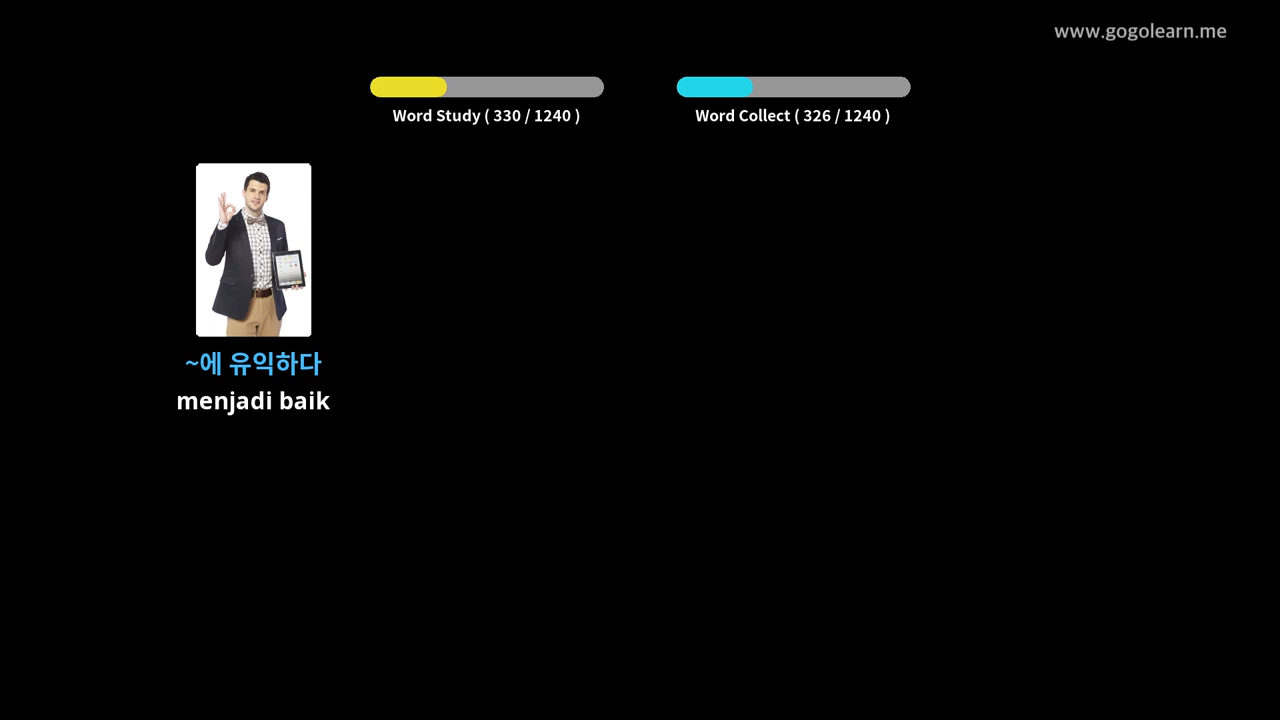 www.gogolearn.me
Word Study ( 330 / 1240 )
Word Collect ( 326 / 1240 )
~에 유익하다
menjadi baik